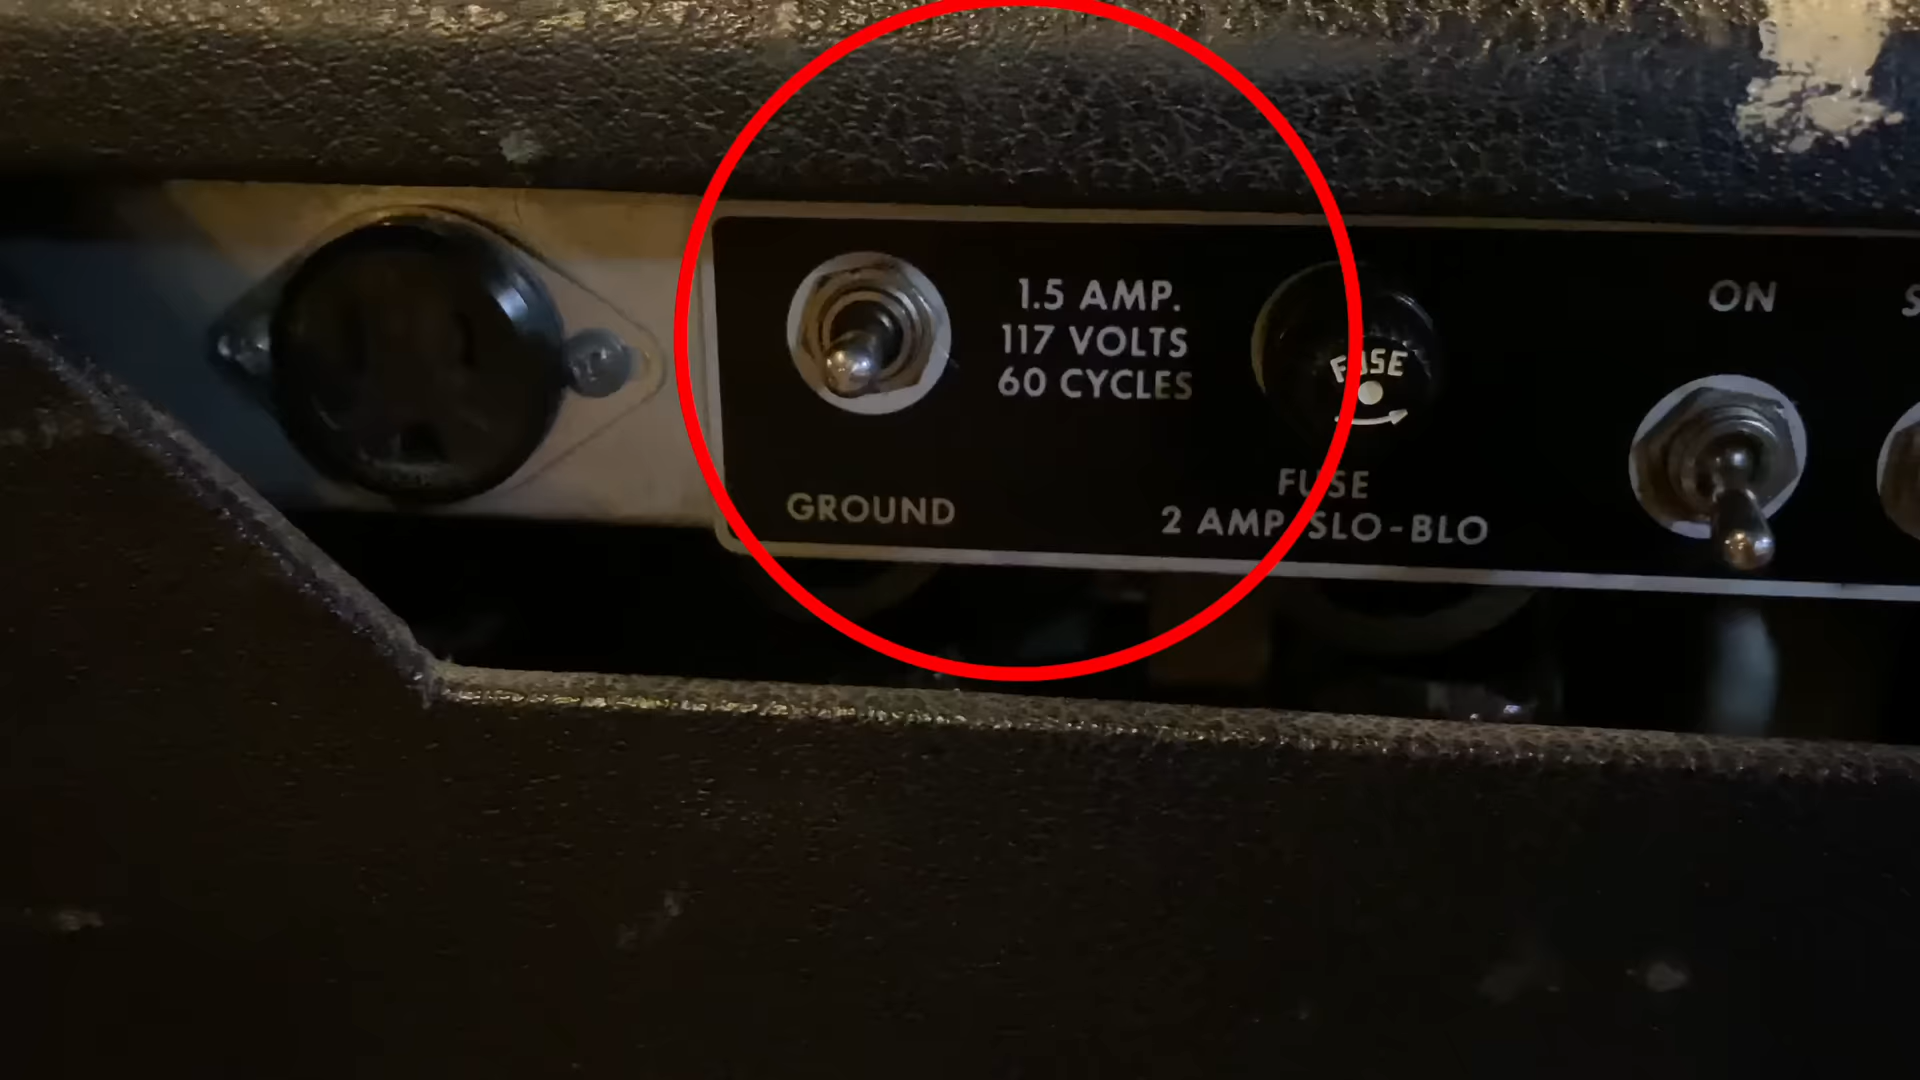 1.5 AMP.
117 VOLTS
60 CYCLES
GROUND
FUSE
FUSE
2 AMP SLO-BLO
ON